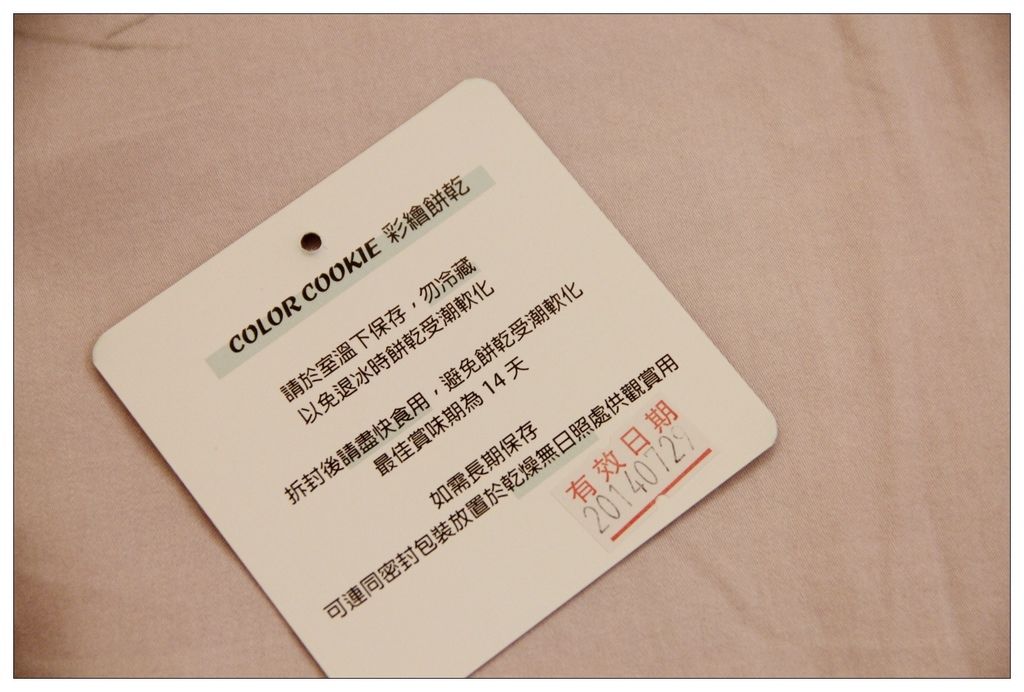 COLOR COOKIE 彩繪餅乾
請於室溫下保存，勿冷藏
以免退冰時餅乾受潮軟化
拆封後請盡快食用，避免餅乾受潮軟化
最佳賞味期為 14 天
如需長期保存
可連同密封包裝放置於乾燥無日照處供觀賞用
有效日期
20140729